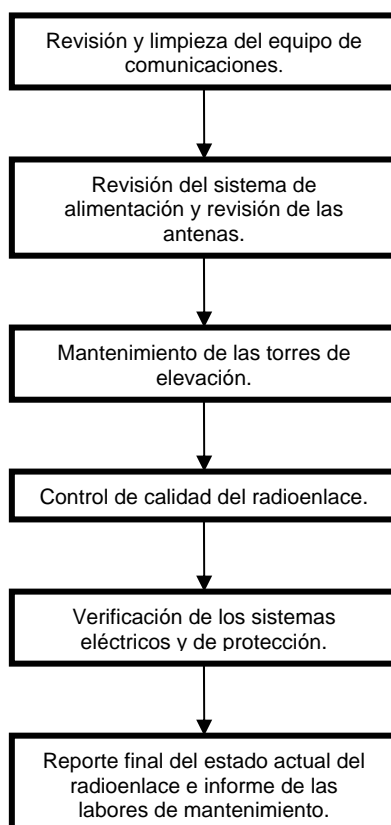 Revisión y limpieza del equipo de
comunicaciones.
Revisión del sistema de
alimentación y revisión de las
antenas.
Mantenimiento de las torres de
elevación.
Control de calidad del radioenlace.
Verificación de los sistemas
eléctricos y de protección.
Reporte final del estado actual del
radioenlace e informe de las
labores de mantenimiento.